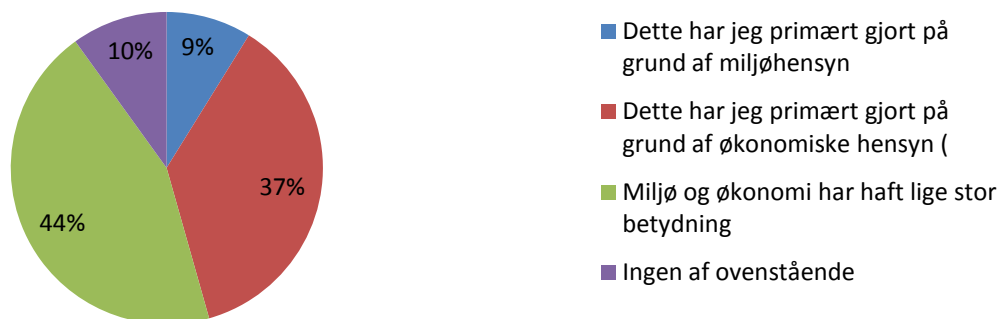 10%
9%
37%
44%
Dette har jeg primært gjort på
grund af miljøhensyn
Dette har jeg primært gjort på
grund af økonomiske hensyn (
Miljø og økonomi har haft lige stor
betydning
Ingen af ovenstående